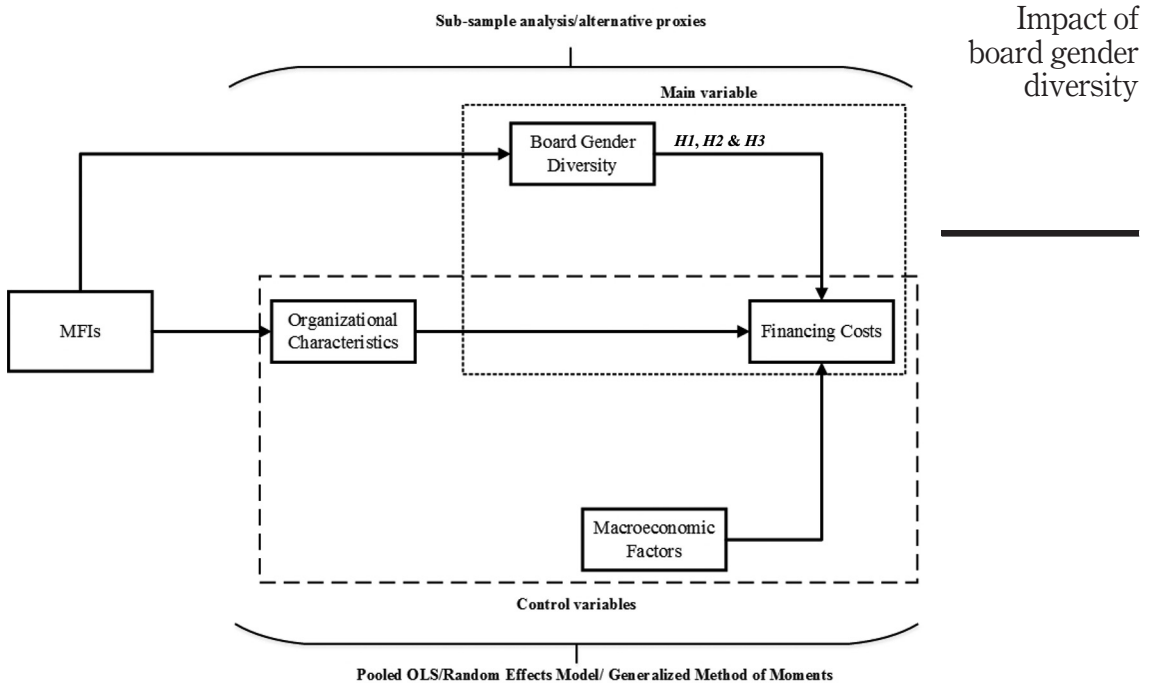 Sub-sample analysis/alternative proxies
Impact of
board gender
diversity
Main variable
Board Gender
Diversity
H1, H2 & H3
MFIs
Organizational
Characteristics
Financing Costs
Macroeconomic
Factors
Control variables
Pooled OLS/Random Effects Model/ Generalized Method of Moments